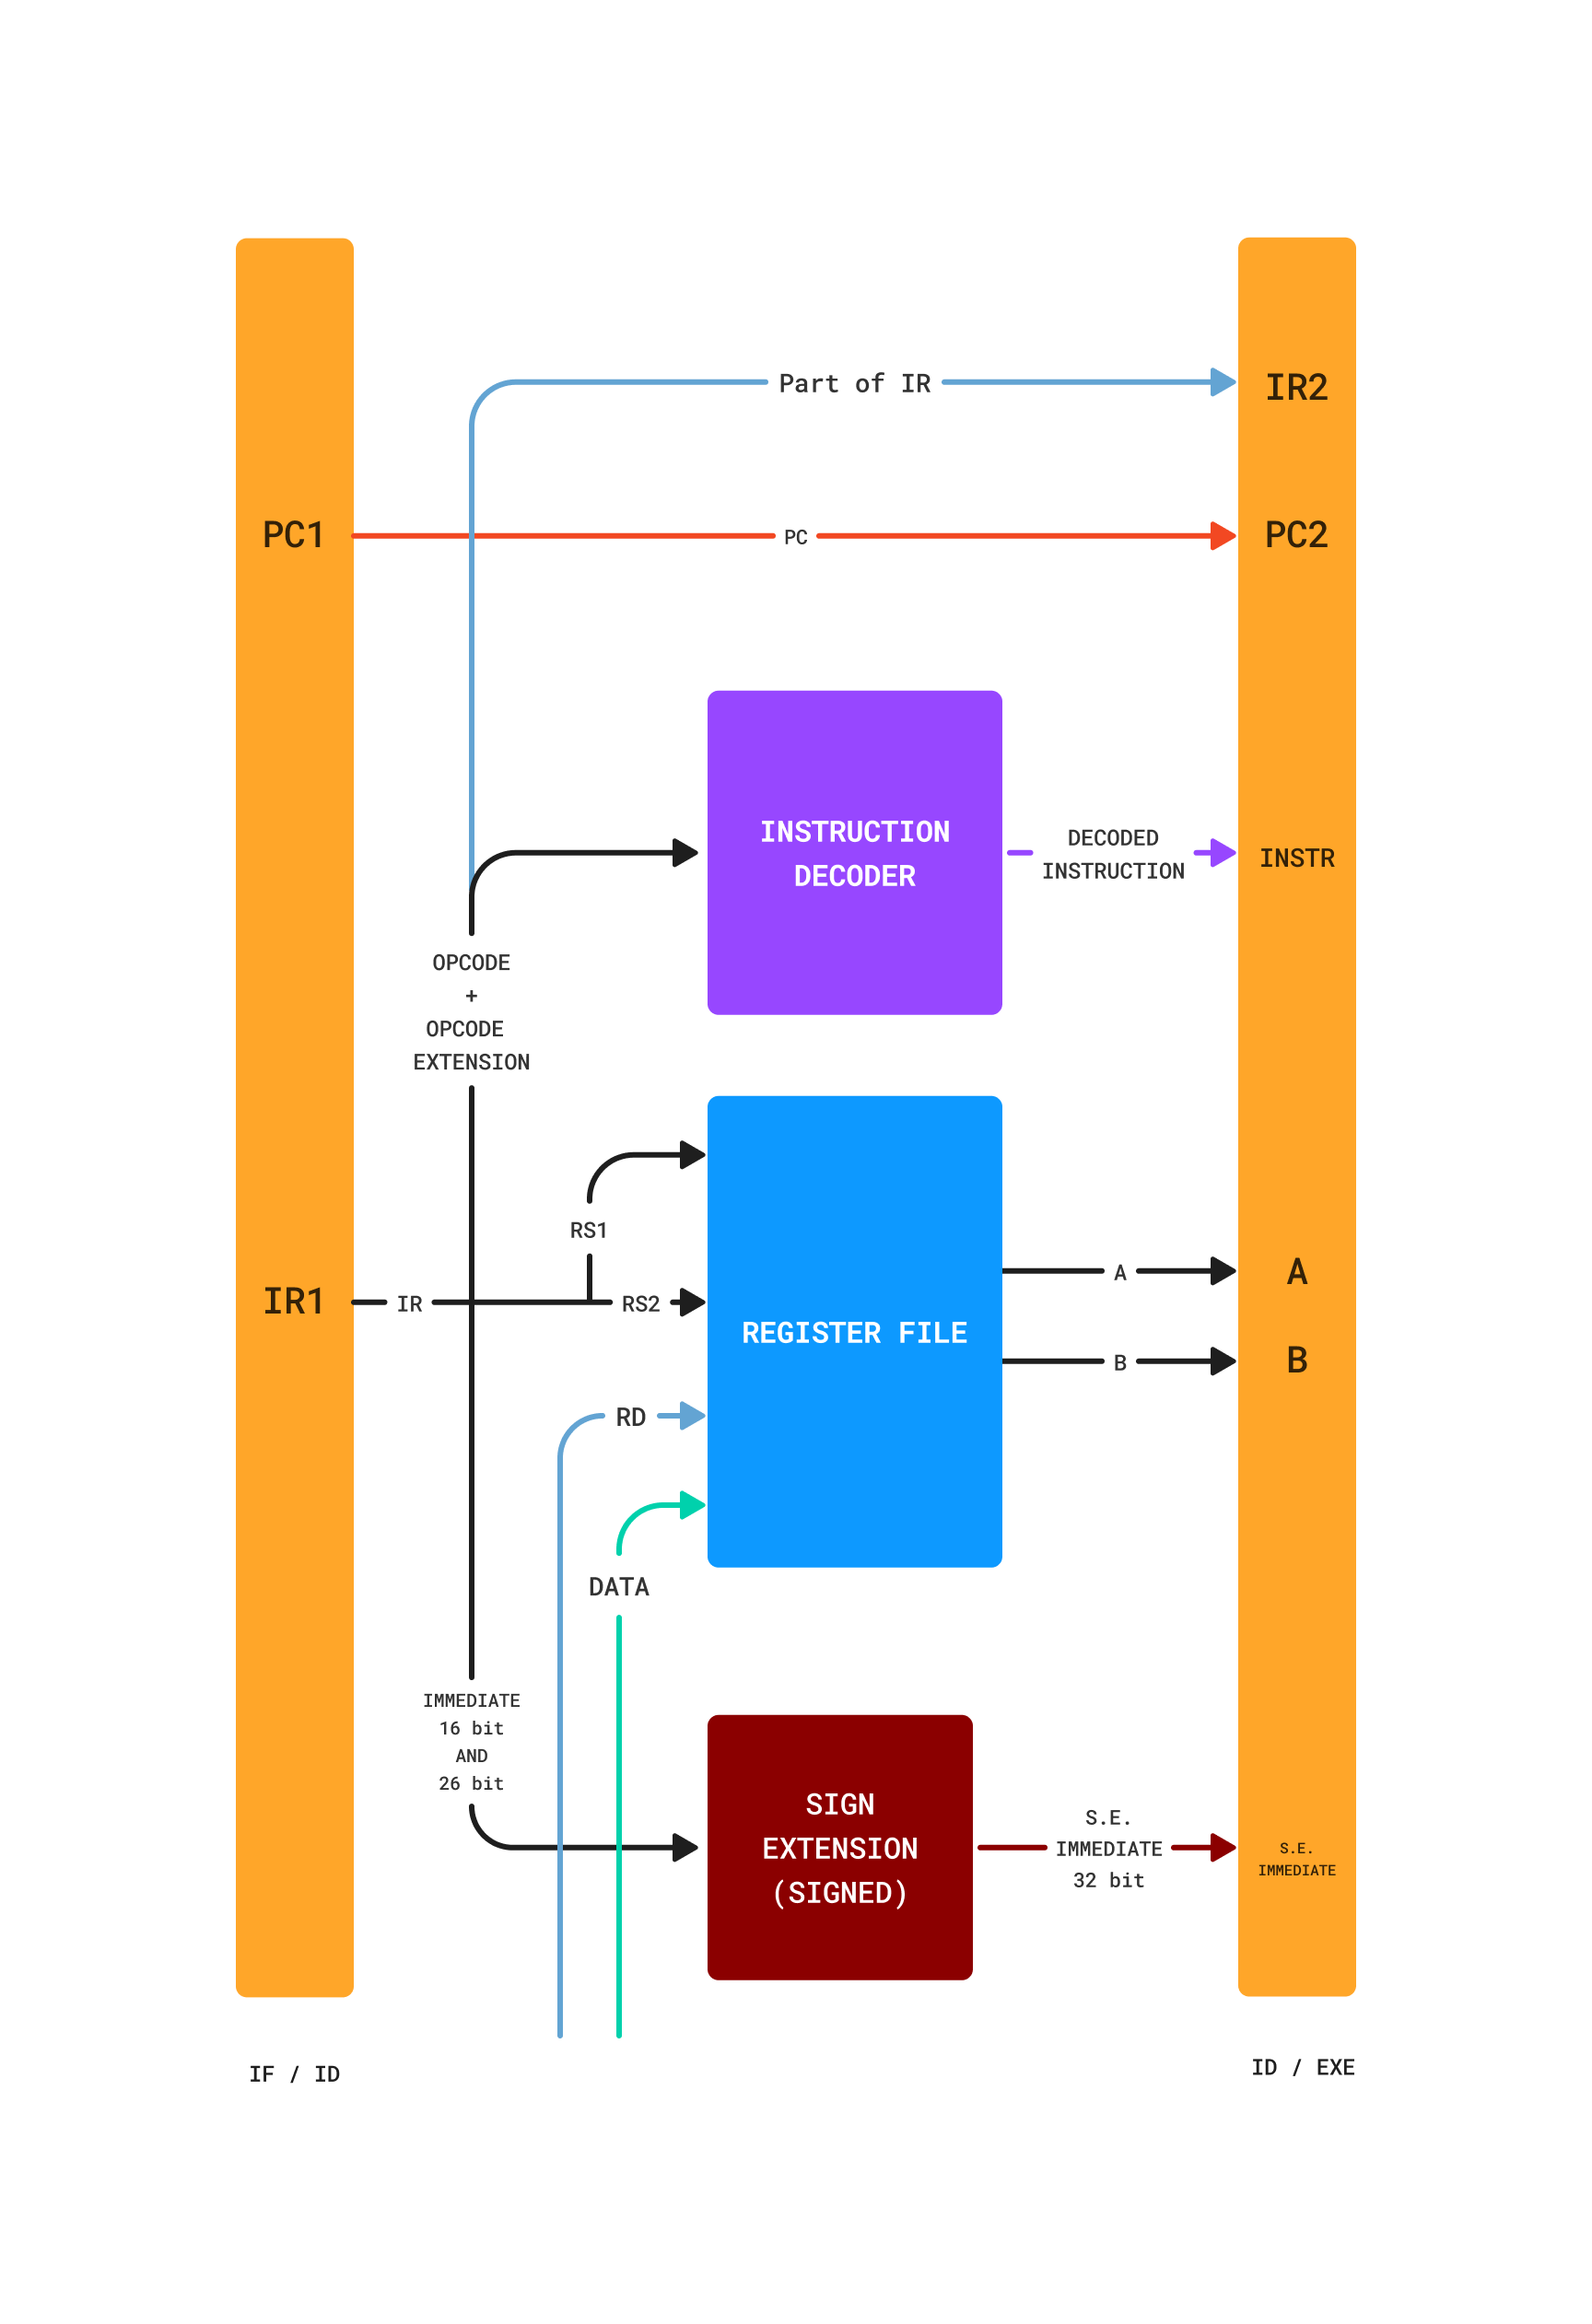 Part of IR
IR2
PC1
PC
PC2
INSTRUCTION
DECODER
DECODED
INSTRUCTION
INSTR
OPCODE
+
OPCODE
EXTENSION
RS1
IR1
IR
RS2
REGISTER FILE
A
A
B
B
RD
DATA
IMMEDIATE
16 bit
AND
26 bit
SIGN
EXTENSION
(SIGNED)
S.E.
IMMEDIATE
32 bit
S.E.
IMMEDIATE
IF / ID
ID / EXE